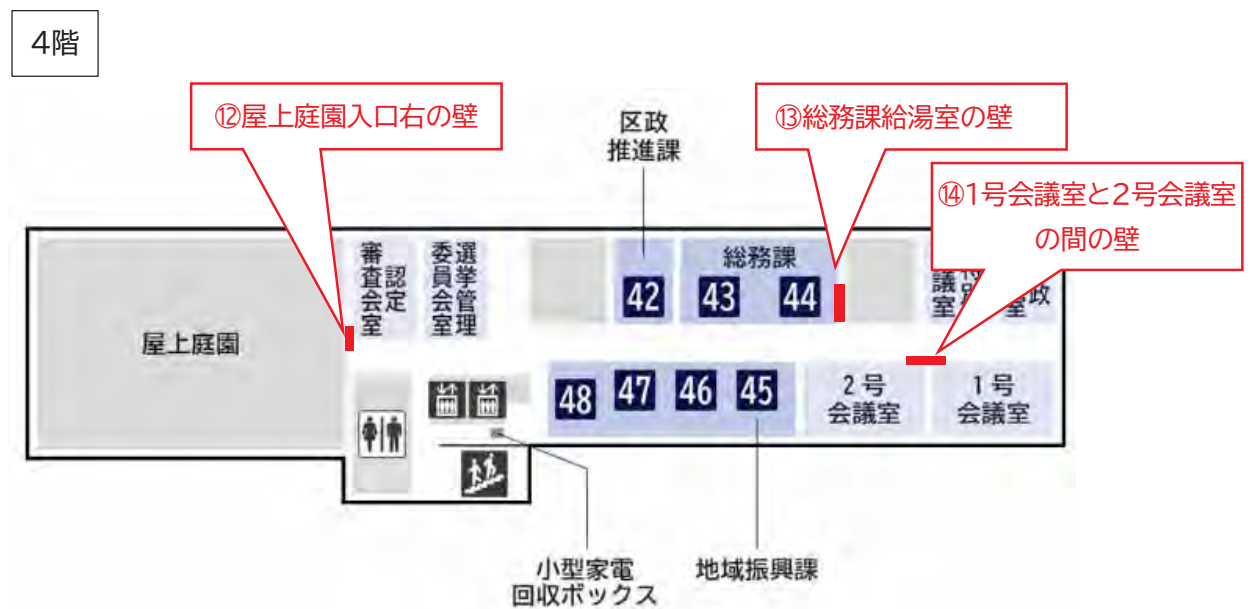 4階
⑫屋上庭園入口右の壁
⑬総務課給湯室の壁
区政
推進課
⑭1号会議室と2号会議室
の間の壁
屋上庭園
認定
審査会室
選挙管理
委員会室
42
総務課
43
44
議室
室
政
48
47
46
45
2号
会議室
1号
会議室
小型家電
回収ボックス
地域振興課